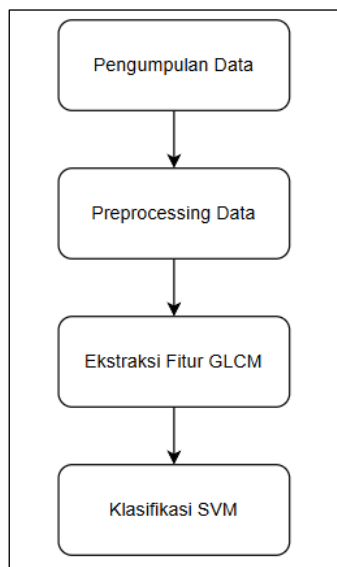 Pengumpulan Data
Preprocessing Data
Ekstraksi Fitur GLCM
Klasifikasi SVM